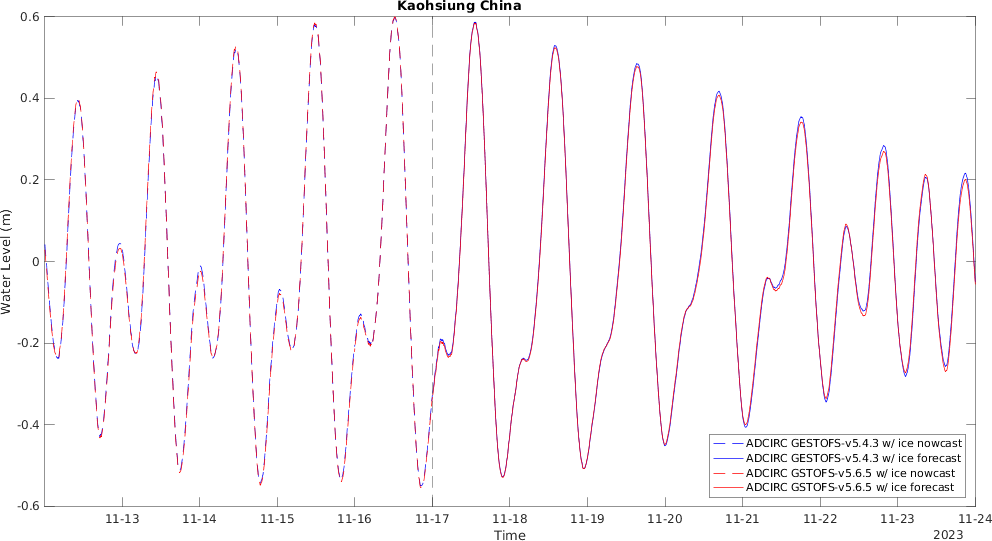 Kaohsiung China
Water Level (m)
0.6
0.4
0.2
0
-0.2
-0.4
-0.6
ADCIRC GESTOFS-v5.4.3 w/ ice nowcast
ADCIRC GESTOFS-v5.4.3 w/ ice forecast
ADCIRC GSTOFS-v5.6.5 w/ ice nowcast
ADCIRC GSTOFS-v5.6.5 w/ ice forecast
11-13 11-14 11-15 11-16 11-17 11-18 11-19 11-20 11-21 11-22 11-23 11-24
Time
2023